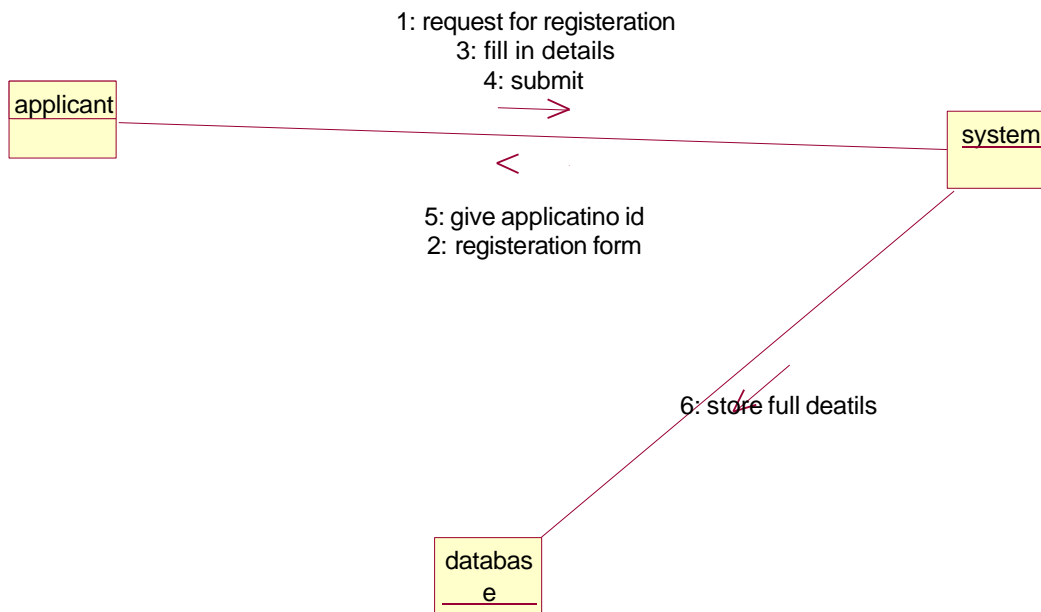 1: request for registeration
3: fill in details
4: submit
applicant
system
5: give applicatino id
2: registeration form
6: store full deatils
databas
e